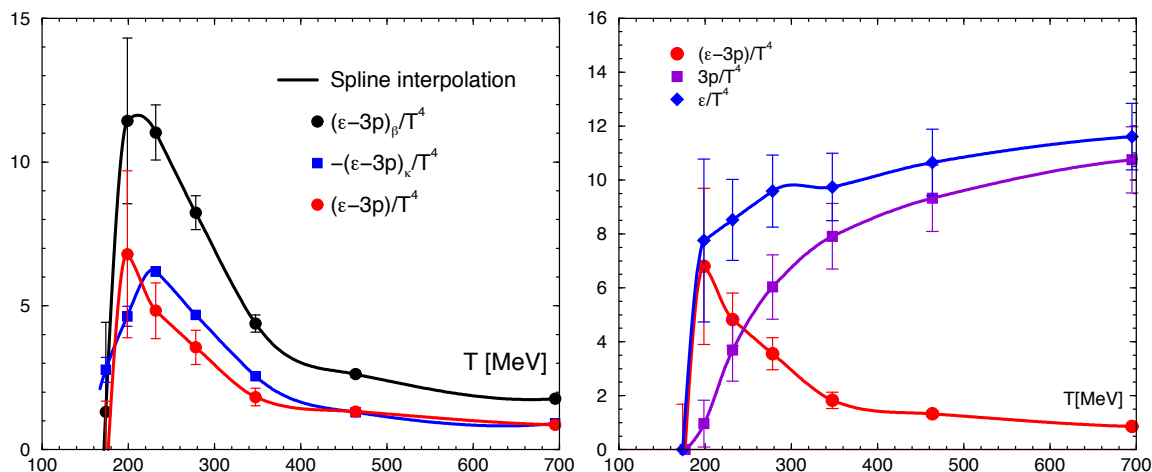 15
10
5
0
100 200 300 400 500 600 700
Spline interpolation
(ε−3p)β/T⁴
−(ε−3p)κ/T⁴
(ε−3p)/T⁴
T [MeV]
16
14
12
10
8
6
4
2
0
100 200 300 400 500 600 700
(ε−3p)/T⁴
3p/T⁴
ε/T⁴
T[MeV]